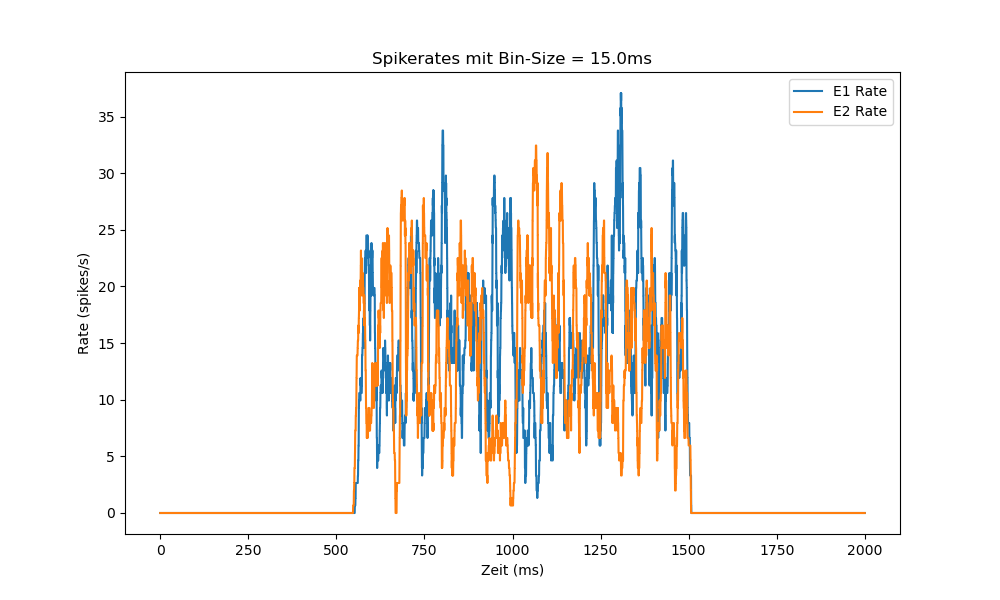 Spikerates mit Bin-Size = 15.0ms
E1 Rate
E2 Rate
Rate (spikes/s)
35
30
25
20
15
10
5
0
0 250 500 750 1000 1250 1500 1750 2000
Zeit (ms)